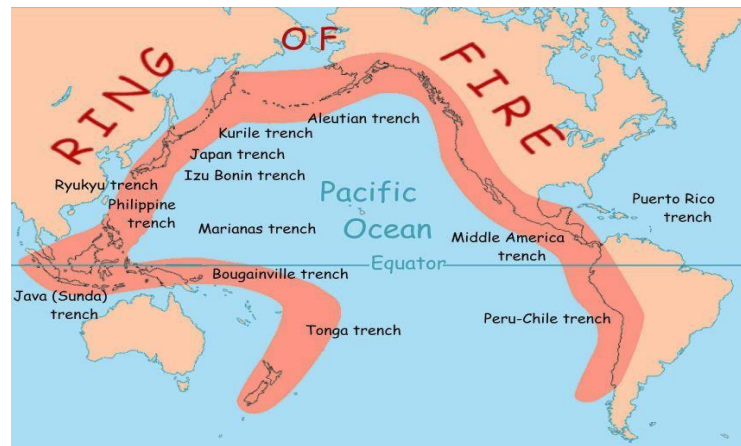 RING OF FIRE
Aleutian trench
Kurile trench
Japan trench
Izu Bonin trench
Ryukyu trench
Philippine
trench
Marianas trench
Pacific
Ocean
Equator
Puerto Rico
trench
Middle America
trench
Bougainville trench
Java (Sunda)
trench
Tonga trench
Peru-Chile trench